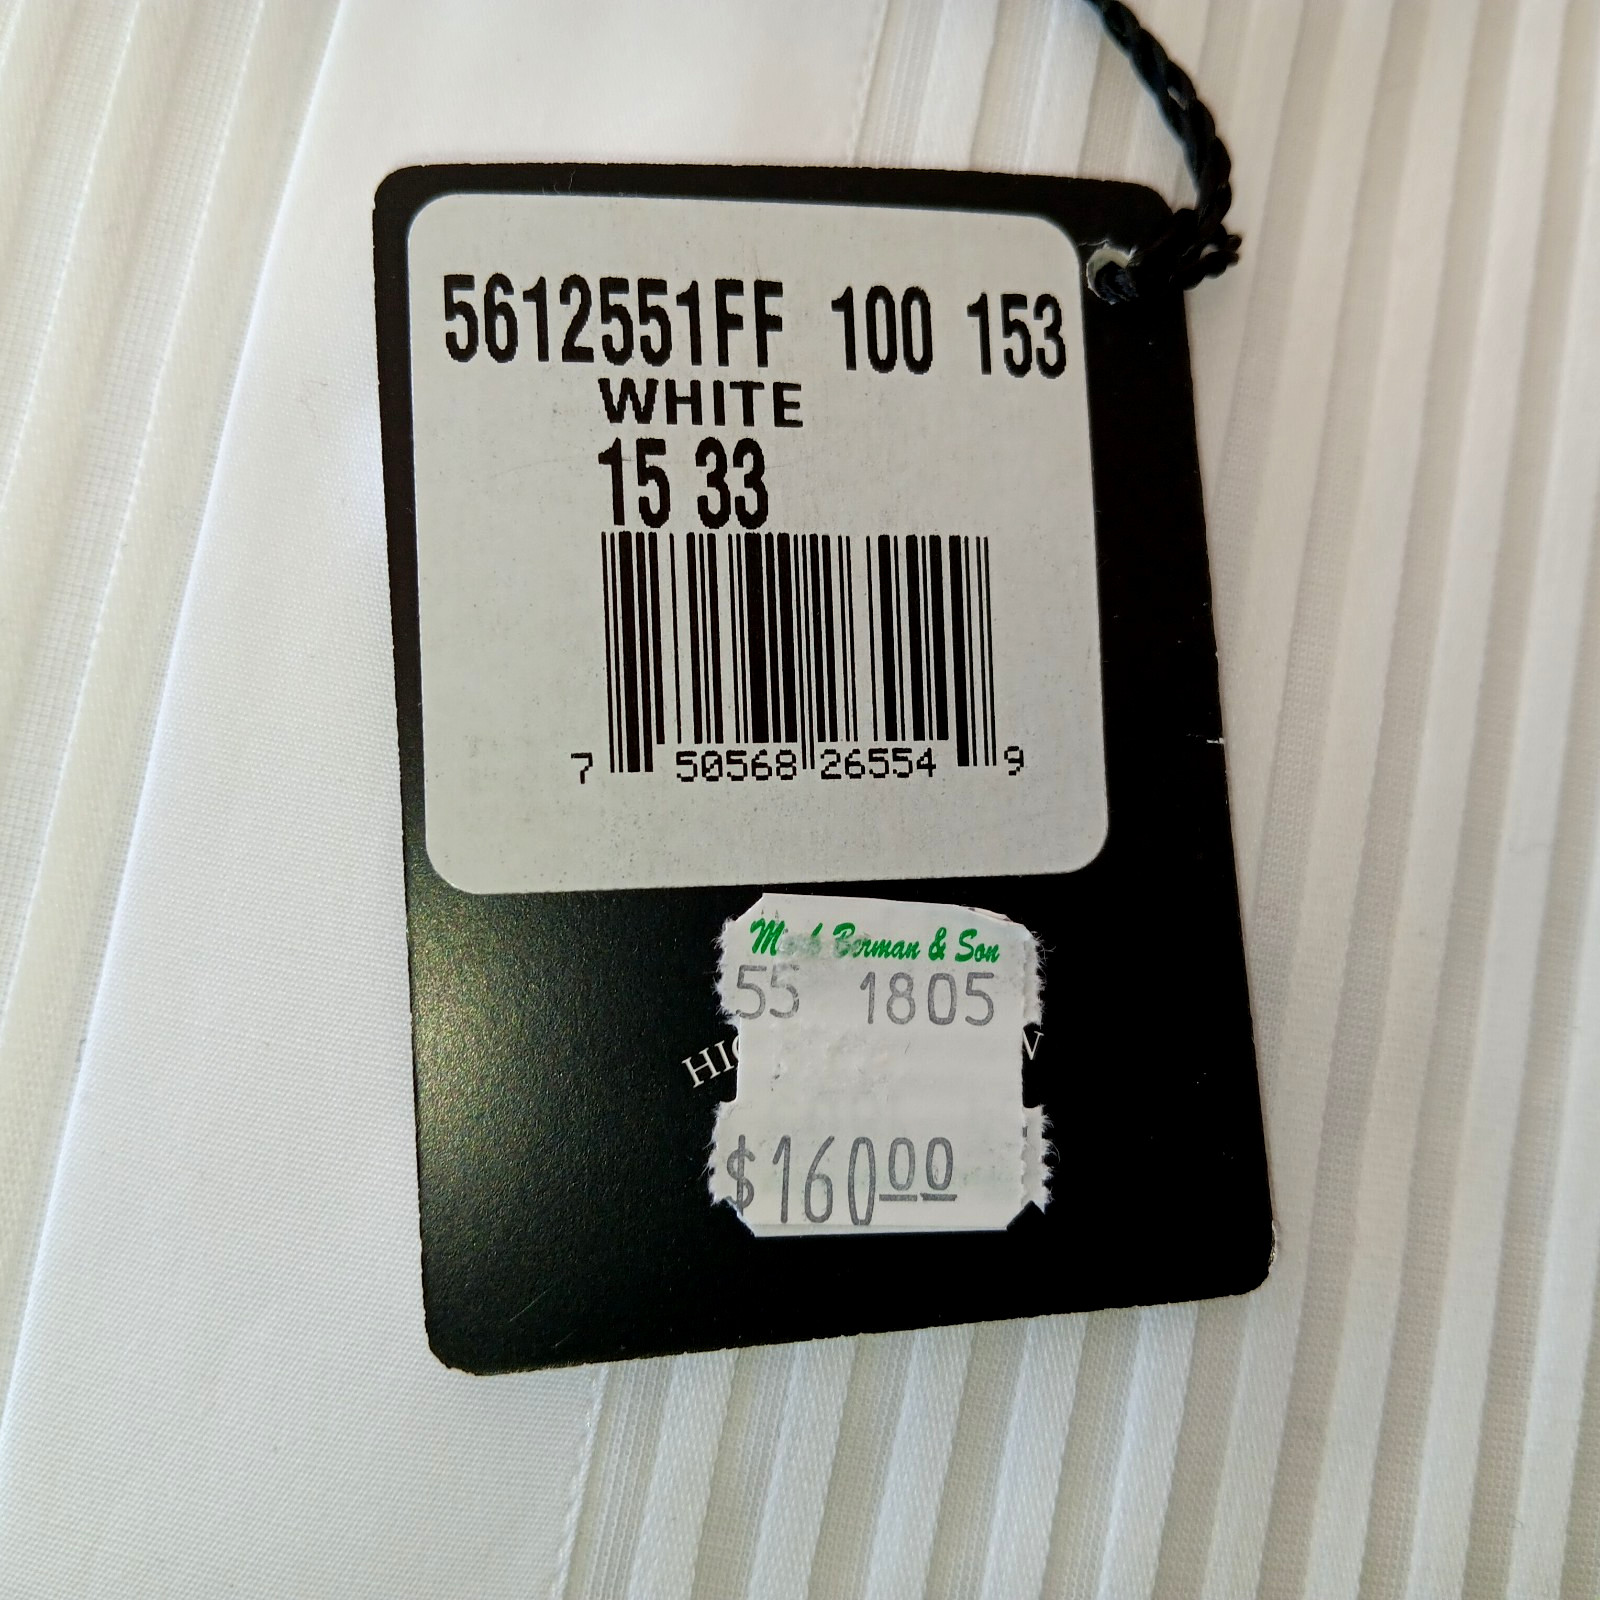 5612551FF 100 153
WHITE
15 33
7 50568 26554 9
Berman & Son
55 1805
$160.00